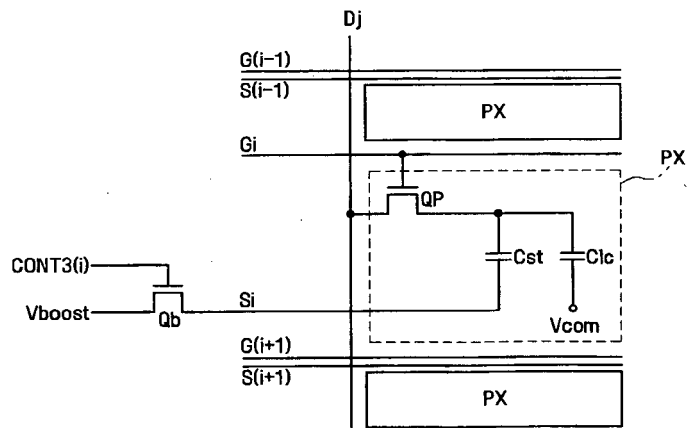 Dj
G(i-1)
S(i-1)
PX
Gi
PX
QP
CONT3(i)
Cst
Clc
Si
Vboost
Qb
Vcom
G(i+1)
S(i+1)
PX